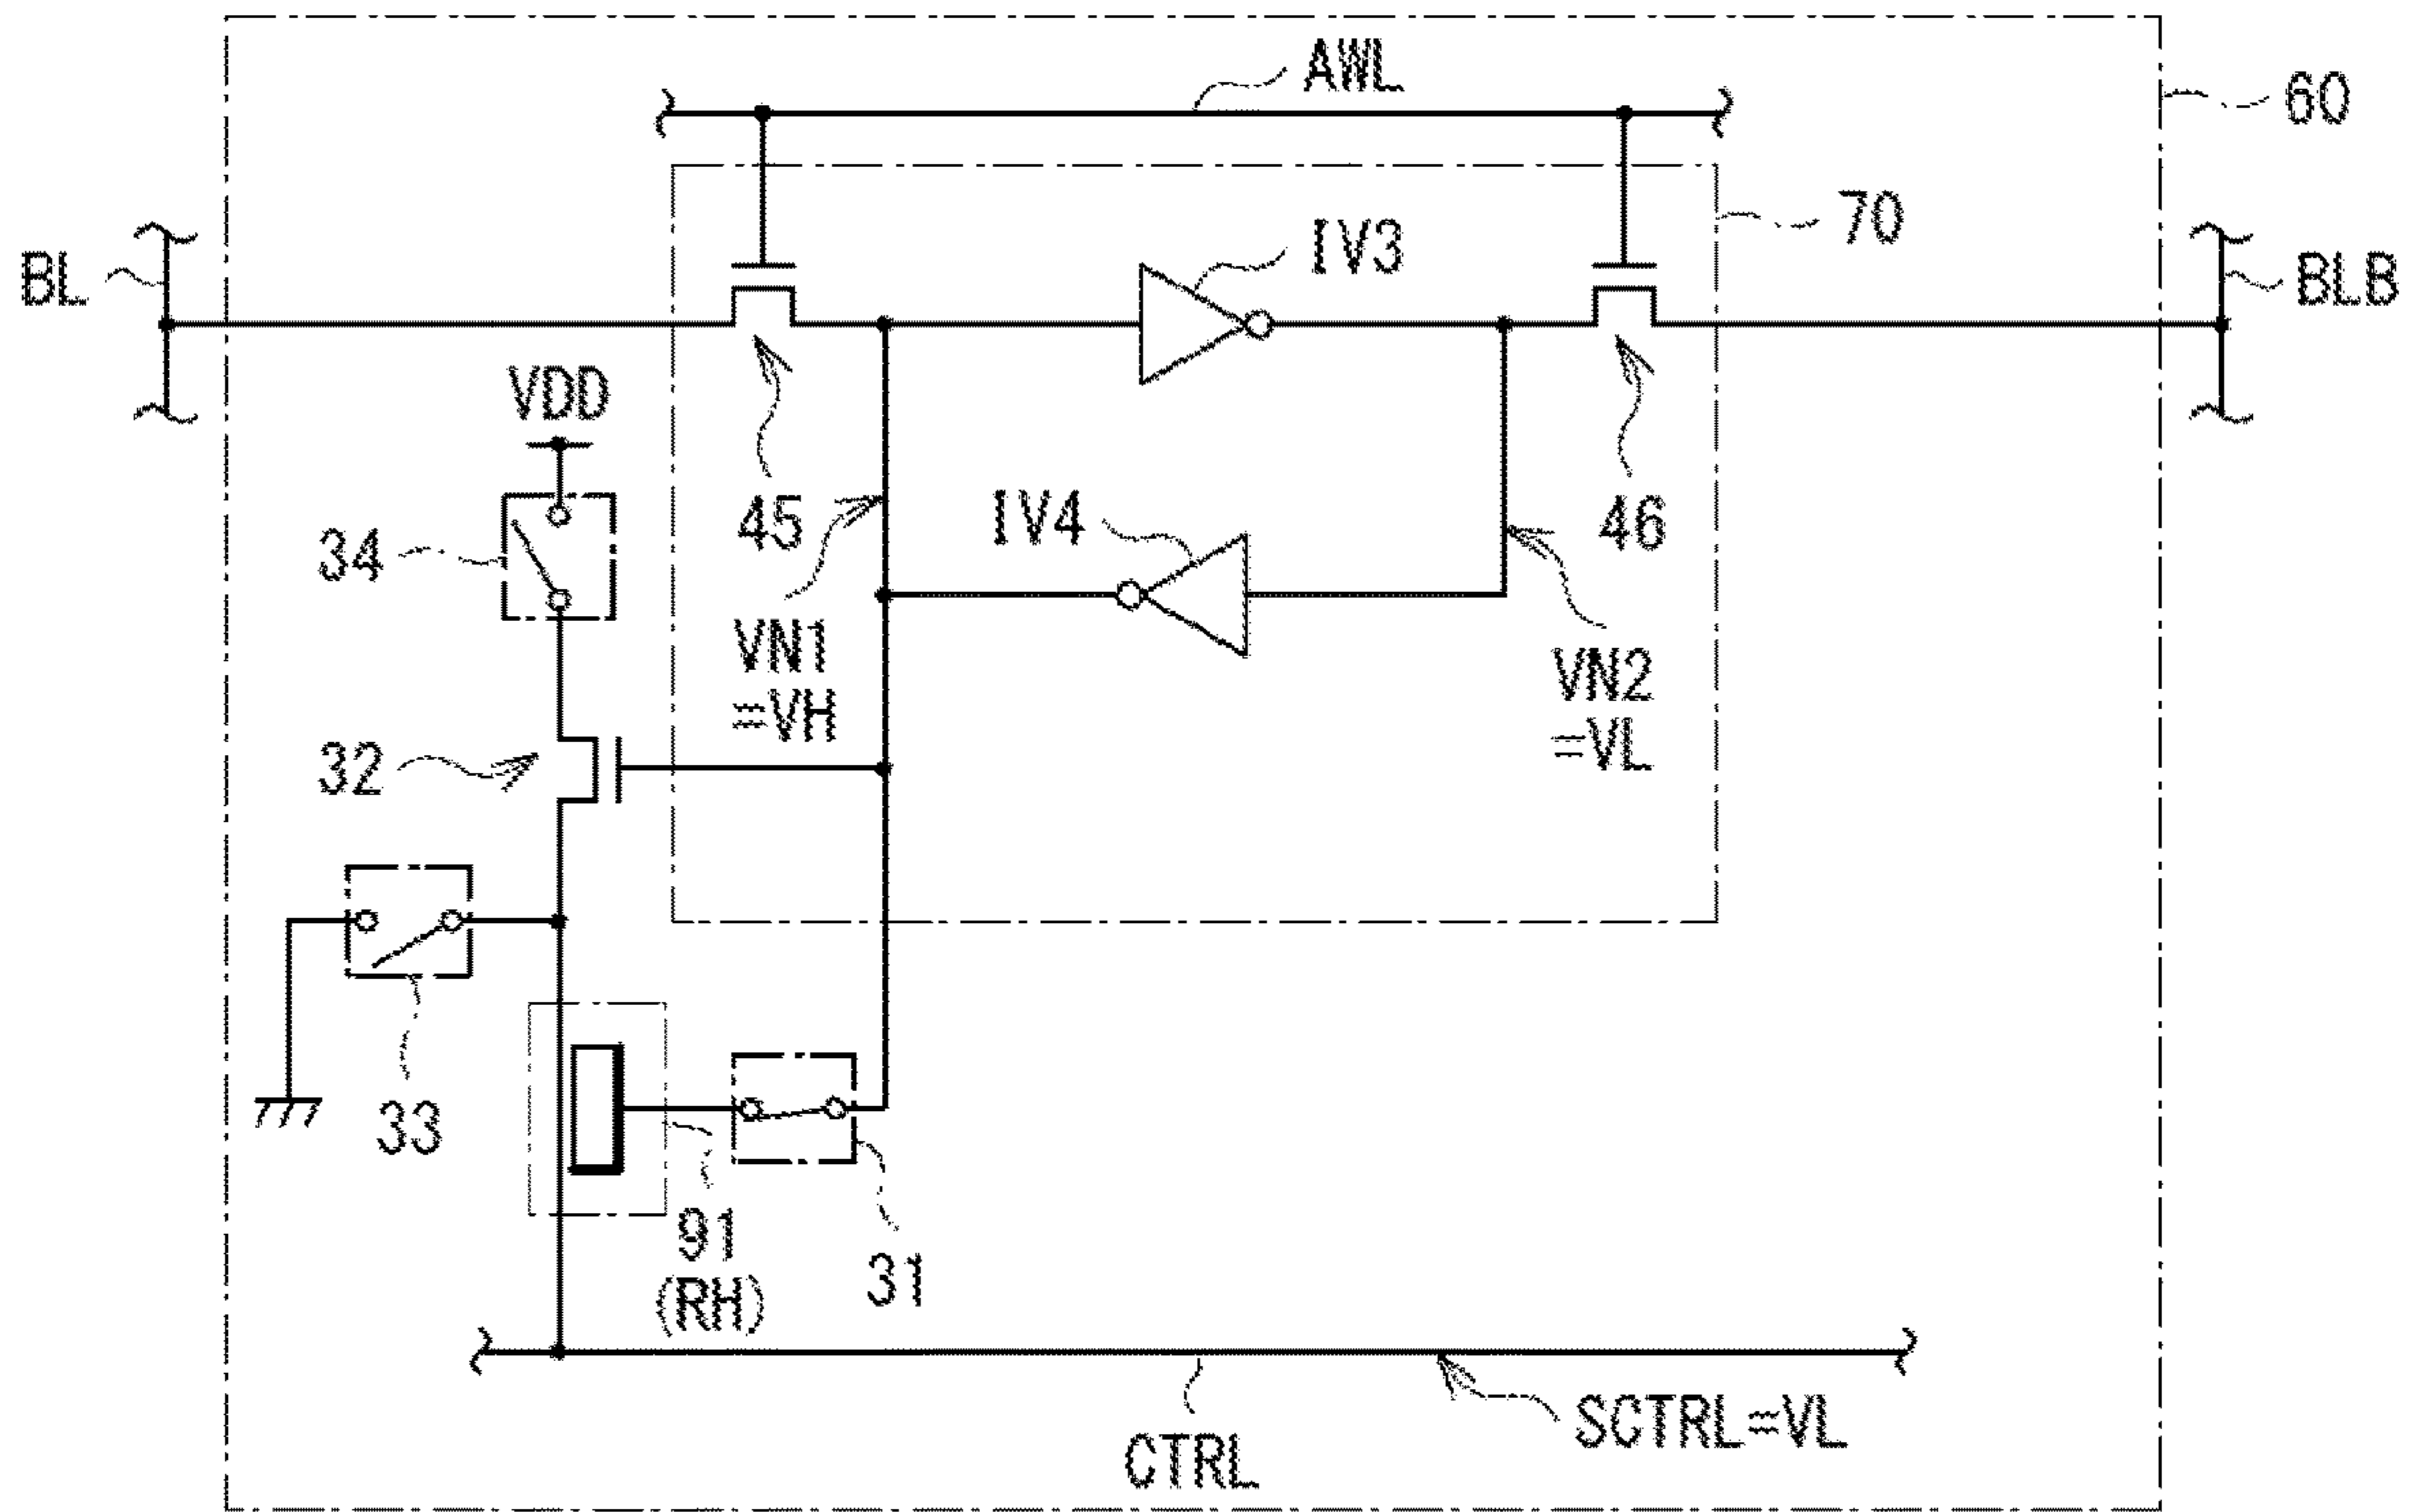 AWL
60
70
BL
IV3
BLB
VDD
45
IV4
46
34
VN1
=VH
VN2
=VL
32
33
91
(RH)
31
SCTRL=VL
CTRL